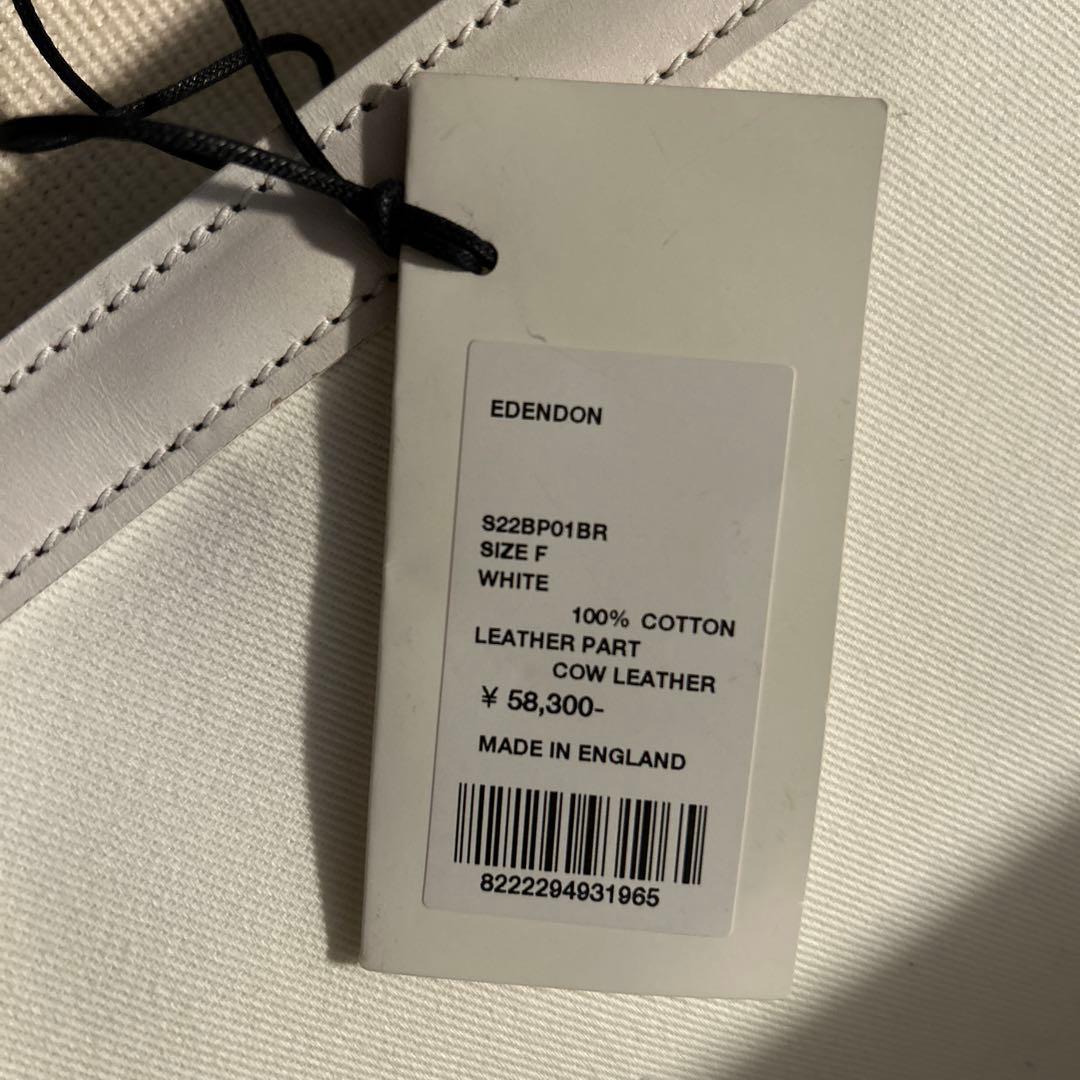 EDENDON
S22BP01BR
SIZE F
WHITE
100% COTTON
LEATHER PART
COW LEATHER
¥ 58,300-
MADE IN ENGLAND
8222294931965